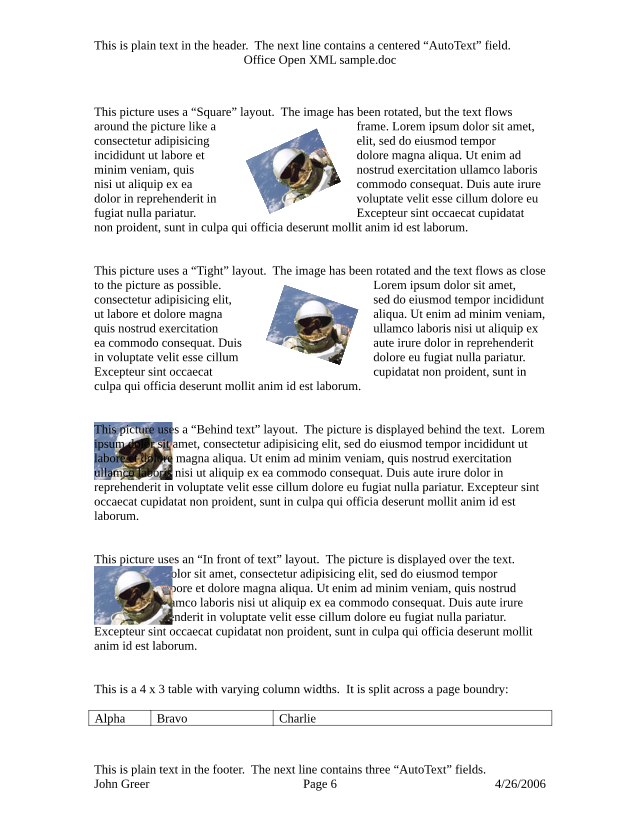 This is plain text in the header.  The next line contains a centered “AutoText” field.
Office Open XML sample.doc
This picture uses a “Square” layout.  The image has been rotated, but the text flows
around the picture like a frame. Lorem ipsum dolor sit amet,
consectetur adipisicing elit, sed do eiusmod tempor
incididunt ut labore et dolore magna aliqua. Ut enim ad
minim veniam, quis nostrud exercitation ullamco laboris
nisi ut aliquip ex ea commodo consequat. Duis aute irure
dolor in reprehenderit in voluptate velit esse cillum dolore eu
fugiat nulla pariatur. Excepteur sint occaecat cupidatat
non proident, sunt in culpa qui officia deserunt mollit anim id est laborum.
This picture uses a “Tight” layout.  The image has been rotated and the text flows as close
to the picture as possible. Lorem ipsum dolor sit amet,
consectetur adipisicing elit, sed do eiusmod tempor incididunt
ut labore et dolore magna aliqua. Ut enim ad minim veniam,
quis nostrud exercitation ullamco laboris nisi ut aliquip ex
ea commodo consequat. Duis aute irure dolor in reprehenderit
in voluptate velit esse cillum dolore eu fugiat nulla pariatur.
Excepteur sint occaecat cupidatat non proident, sunt in
culpa qui officia deserunt mollit anim id est laborum.
This picture uses a “Behind text” layout.  The picture is displayed behind the text.  Lorem
ipsum dolor sit amet, consectetur adipisicing elit, sed do eiusmod tempor incididunt ut
labore et dolore magna aliqua. Ut enim ad minim veniam, quis nostrud exercitation
ullamco laboris nisi ut aliquip ex ea commodo consequat. Duis aute irure dolor in
reprehenderit in voluptate velit esse cillum dolore eu fugiat nulla pariatur. Excepteur sint
occaecat cupidatat non proident, sunt in culpa qui officia deserunt mollit anim id est
laborum.
This picture uses an “In front of text” layout.  The picture is displayed over the text.
sit amet, consectetur adipisicing elit, sed do eiusmod tempor
et dolore magna aliqua. Ut enim ad minim veniam, quis nostrud
laboris nisi ut aliquip ex ea commodo consequat. Duis aute irure
in voluptate velit esse cillum dolore eu fugiat nulla pariatur.
Excepteur sint occaecat cupidatat non proident, sunt in culpa qui officia deserunt mollit
anim id est laborum.
This is a 4 x 3 table with varying column widths.  It is split across a page boundry:
Alpha Bravo Charlie
This is plain text in the footer.  The next line contains three “AutoText” fields.
John Greer Page 6 4/26/2006